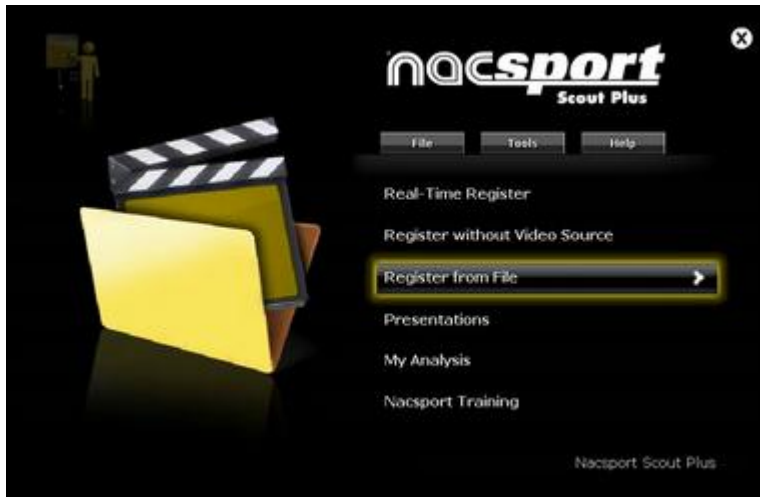 nacsport
Scout Plus
File Tools Help
Real-Time Register
Register without Video Source
Register from File
Presentations
My Analysis
Nacsport Training
Nacsport Scout Plus